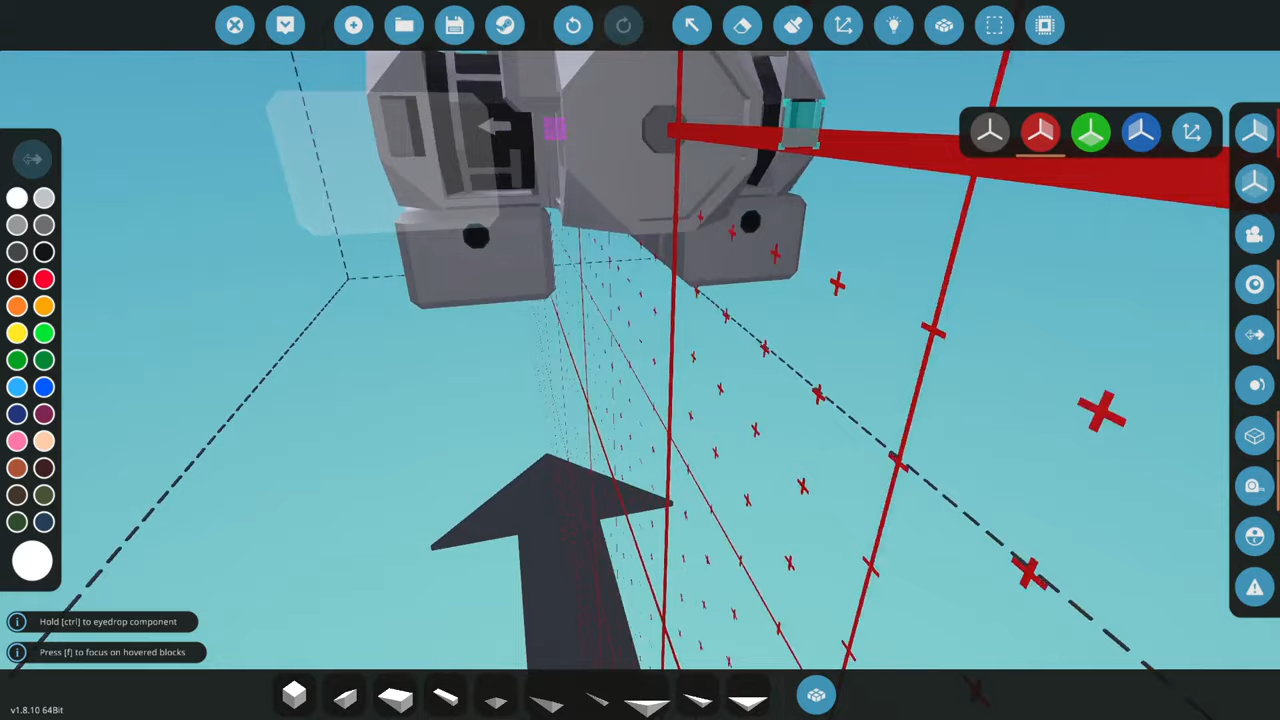 Hold [ctrl] to eyedrop component
Press [f] to focus on hovered blocks
v1.8.10 64Bit